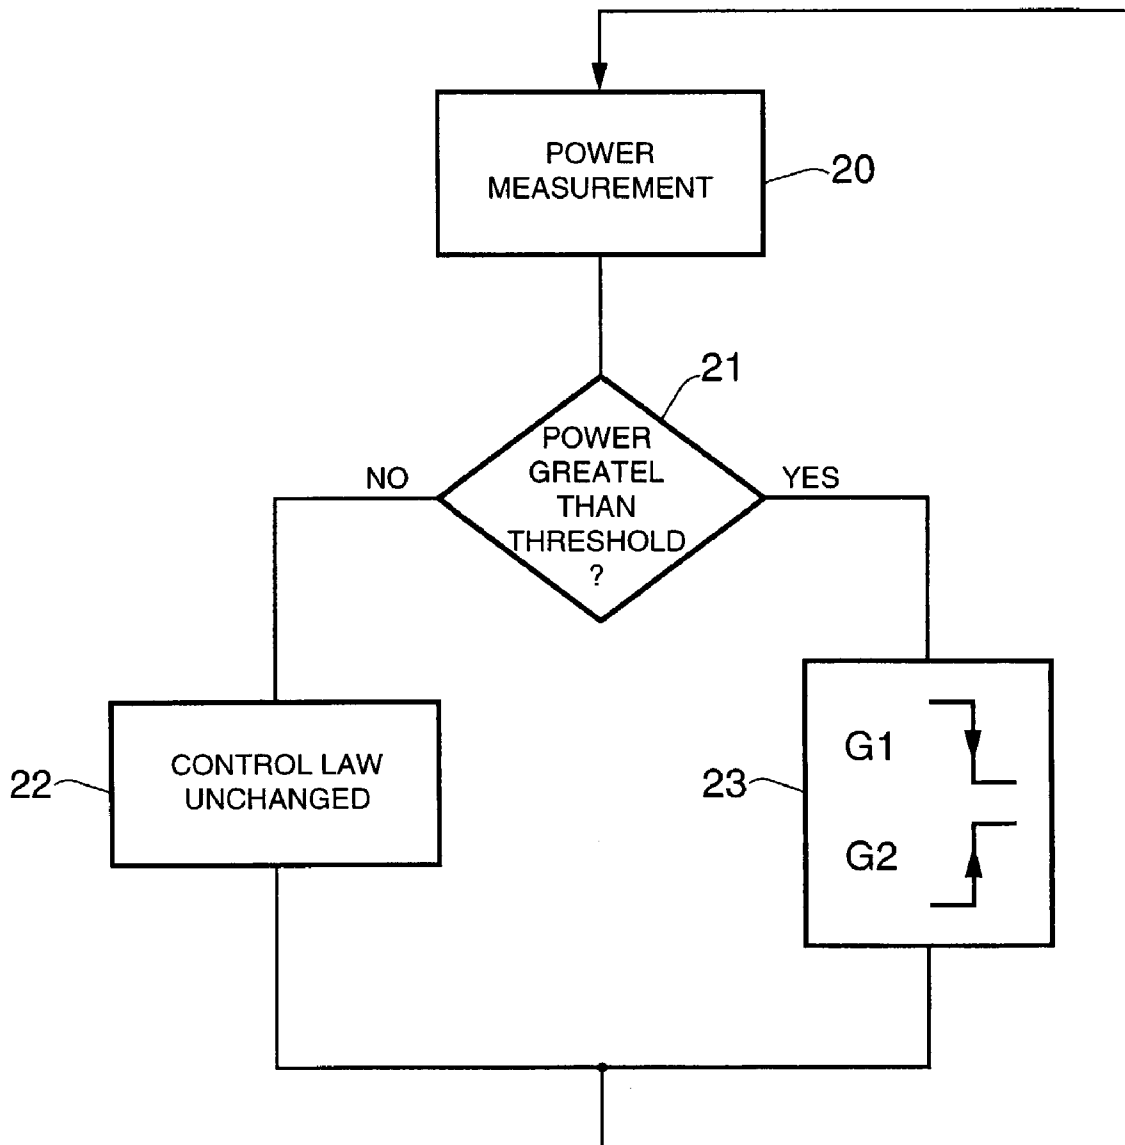 POWER
MEASUREMENT
20
21
POWER
GREATEL
THAN
THRESHOLD
?
NO
YES
CONTROL LAW
UNCHANGED
22
23
G1
G2